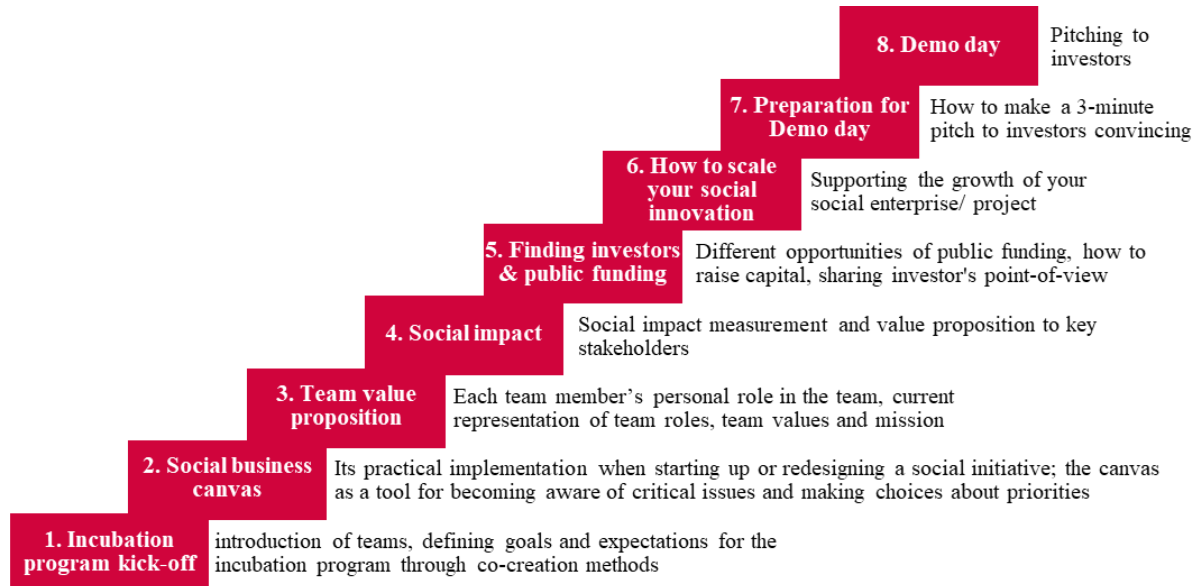 8. Demo day
Pitching to
investors
7. Preparation for
Demo day
How to make a 3-minute
pitch to investors convincing
6. How to scale
your social
innovation
Supporting the growth of your
social enterprise/ project
5. Finding investors
& public funding
Different opportunities of public funding, how to
raise capital, sharing investor's point-of-view
4. Social impact
Social impact measurement and value proposition to key
stakeholders
3. Team value
proposition
Each team member’s personal role in the team, current
representation of team roles, team values and mission
2. Social business
canvas
Its practical implementation when starting up or redesigning a social initiative; the canvas
as a tool for becoming aware of critical issues and making choices about priorities
1. Incubation
program kick-off
introduction of teams, defining goals and expectations for the
incubation program through co-creation methods